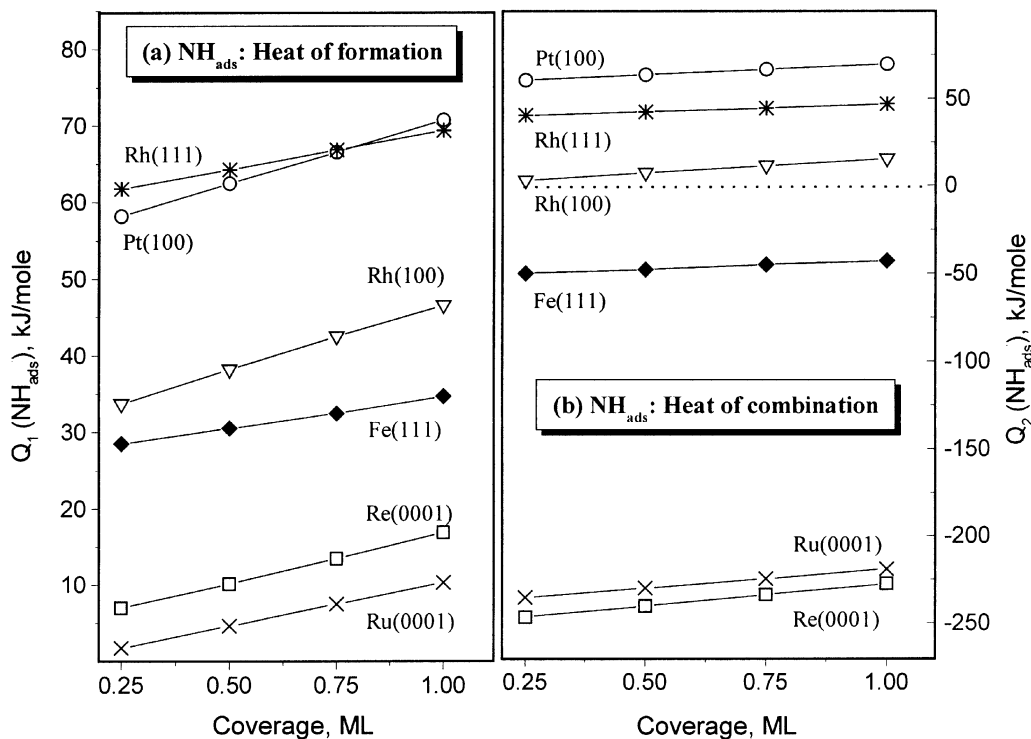 (a) NHads: Heat of formation
80
70
60
50
40
30
20
10
Q1 (NHads), kJ/mole
Rh(111)
Pt(100)
Rh(100)
Fe(111)
Re(0001)
Ru(0001)
0.25 0.50 0.75 1.00
Coverage, ML
Pt(100)
Rh(111)
Rh(100)
Fe(111)
(b) NHads: Heat of combination
Ru(0001)
Re(0001)
50
0
-50
-100
-150
-200
-250
Q2 (NHads), kJ/mole
0.25 0.50 0.75 1.00
Coverage, ML